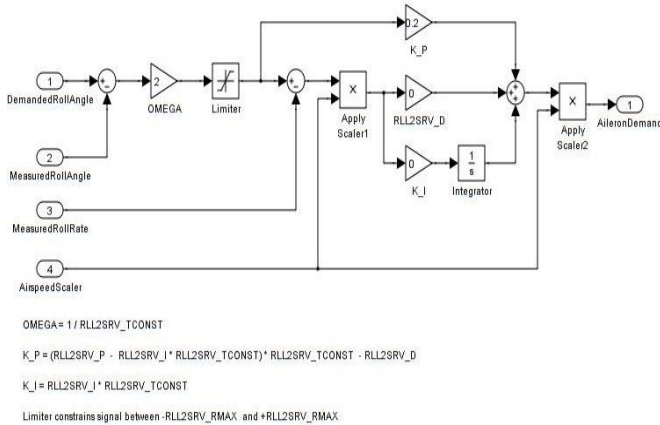 0.2
K_P
1
DemandedRollAngle
2
OMEGA
Limiter
X
Apply
Scaler1
0
RLL2SRV_D
X
Apply
Scaler2
1
AileronDemand
2
MeasuredRollAngle
0
K_I
1
s
Integrator
3
MeasuredRollRate
4
AirspeedScaler
OMEGA = 1 / RLL2SRV_TCONST
K_P = (RLL2SRV_P - RLL2SRV_I * RLL2SRV_TCONST) * RLL2SRV_TCONST - RLL2SRV_D
K_I = RLL2SRV_I * RLL2SRV_TCONST
Limiter constrains signal between -RLL2SRV_RMAX and +RLL2SRV_RMAX